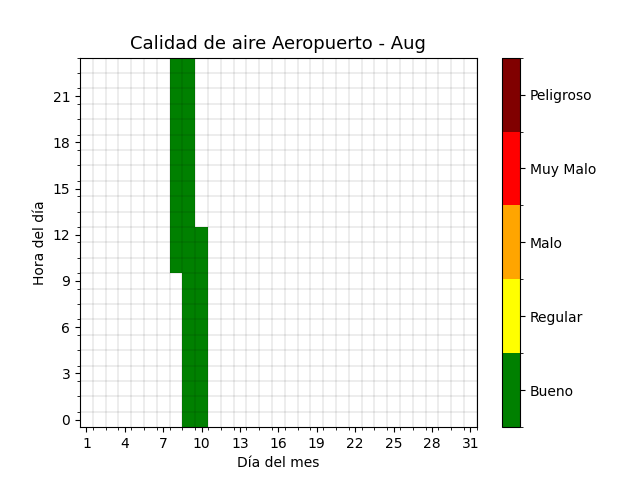 Calidad de aire Aeropuerto - Aug
21
18
15
12
9
6
3
0
Hora del día
1 4 7 10 13 16 19 22 25 28 31
Día del mes
Peligroso
Muy Malo
Malo
Regular
Bueno